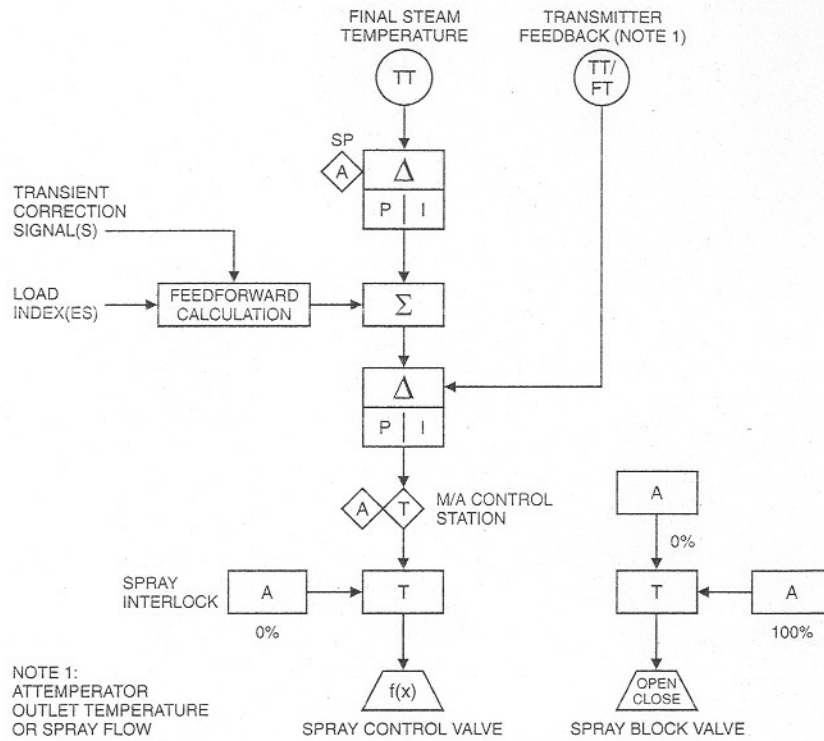 FINAL STEAM
TEMPERATURE
TRANSMITTER
FEEDBACK (NOTE 1)
TT
TT/
FT
SP
A
Δ
P I
TRANSIENT
CORRECTION
SIGNAL(S)
LOAD
INDEX(ES)
FEEDFORWARD
CALCULATION
Σ
Δ
P I
A T
M/A CONTROL
STATION
A
0%
SPRAY
INTERLOCK
A
0%
T
T
A
100%
NOTE 1:
ATTEMPERATOR
OUTLET TEMPERATURE
OR SPRAY FLOW
f(x)
SPRAY CONTROL VALVE
OPEN
CLOSE
SPRAY BLOCK VALVE